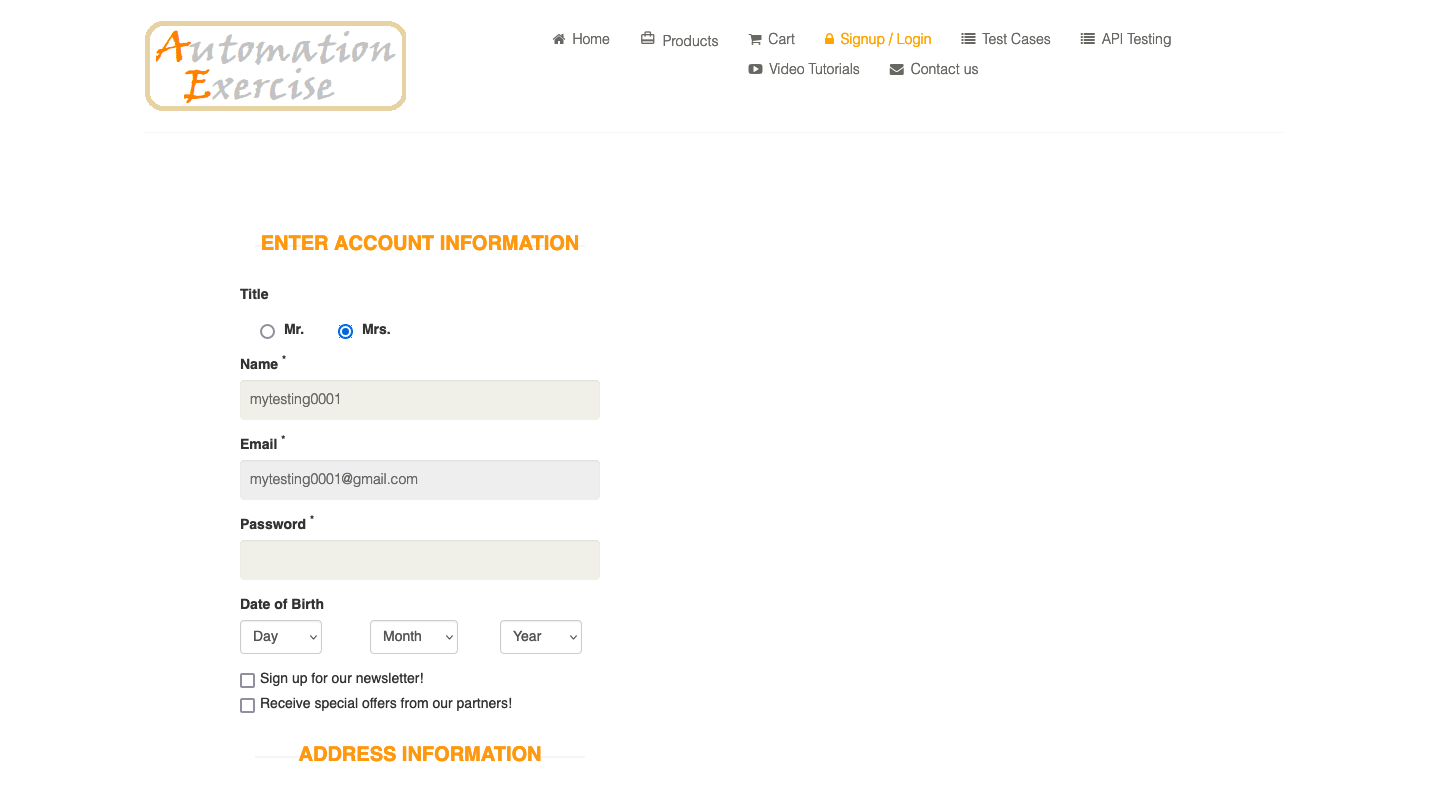 Automation
Exercise
Home Products Cart Signup / Login Test Cases API Testing
Video Tutorials Contact us
ENTER ACCOUNT INFORMATION
Title
Mr. Mrs.
Name *
mytesting0001
Email *
mytesting0001@gmail.com
Password *
Date of Birth
Day Month Year
Sign up for our newsletter!
Receive special offers from our partners!
ADDRESS INFORMATION